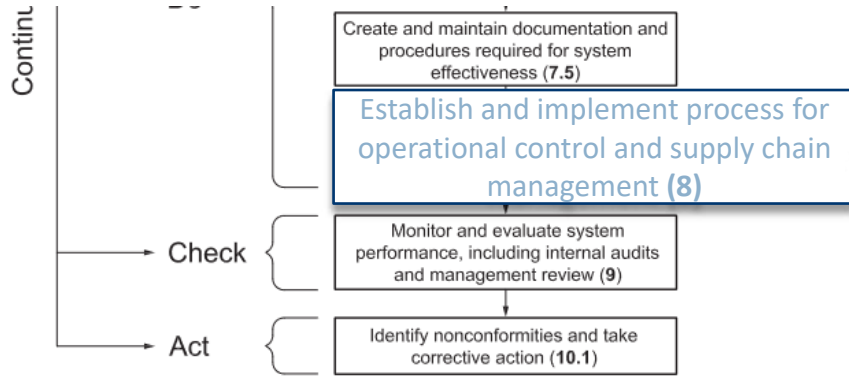 Continu
Create and maintain documentation and
procedures required for system
effectiveness (7.5)
Establish and implement process for
operational control and supply chain
management (8)
Check
Monitor and evaluate system
performance, including internal audits
and management review (9)
Act
Identify nonconformities and take
corrective action (10.1)